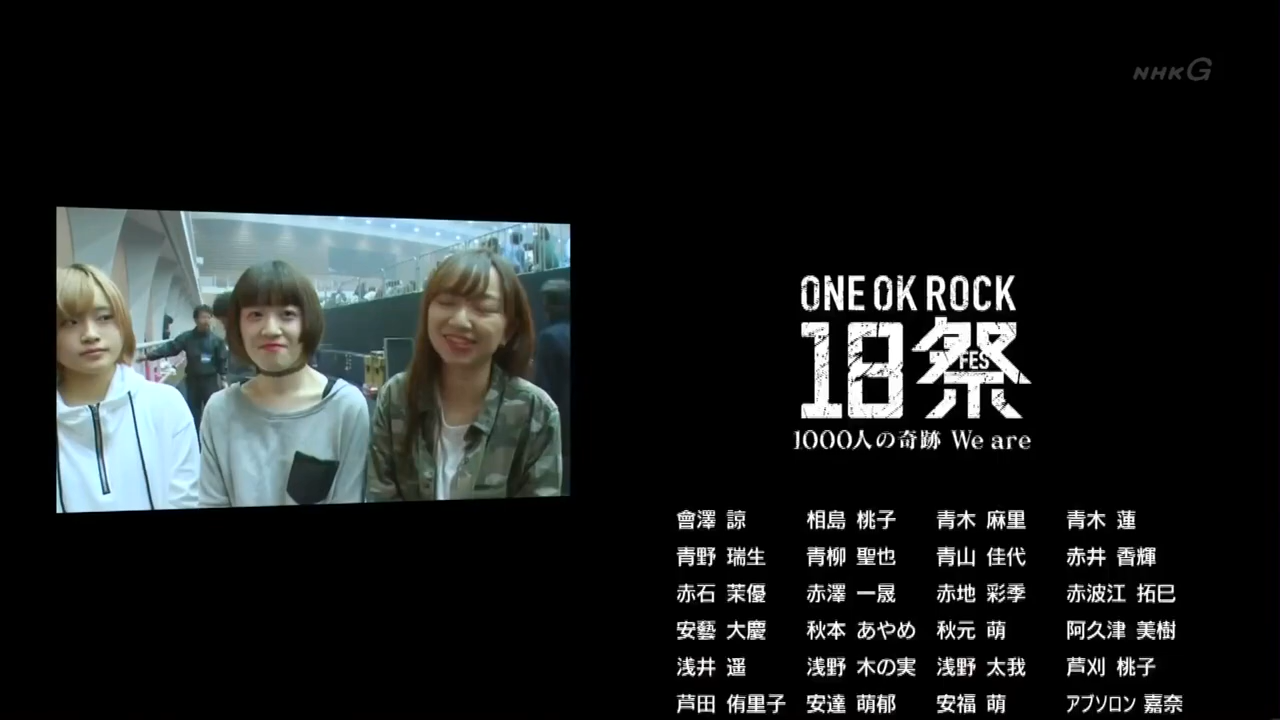 NHK G
ONE OK ROCK
18祭
FES
1000人の奇跡 We are
會澤 諒 相島 桃子 青木 麻里 青木 蓮
青野 瑞生 青柳 聖也 青山 佳代 赤井 香輝
赤石 茉優 赤澤 一晟 赤地 彩季 赤波江 拓巳
安藝 大慶 秋本 あやめ 秋元 萌 阿久津 美樹
浅井 遥 浅野 木の実 浅野 太我 芦刈 桃子
芦田 侑里子 安達 萌郁 安福 萌 アブソロン 嘉奈